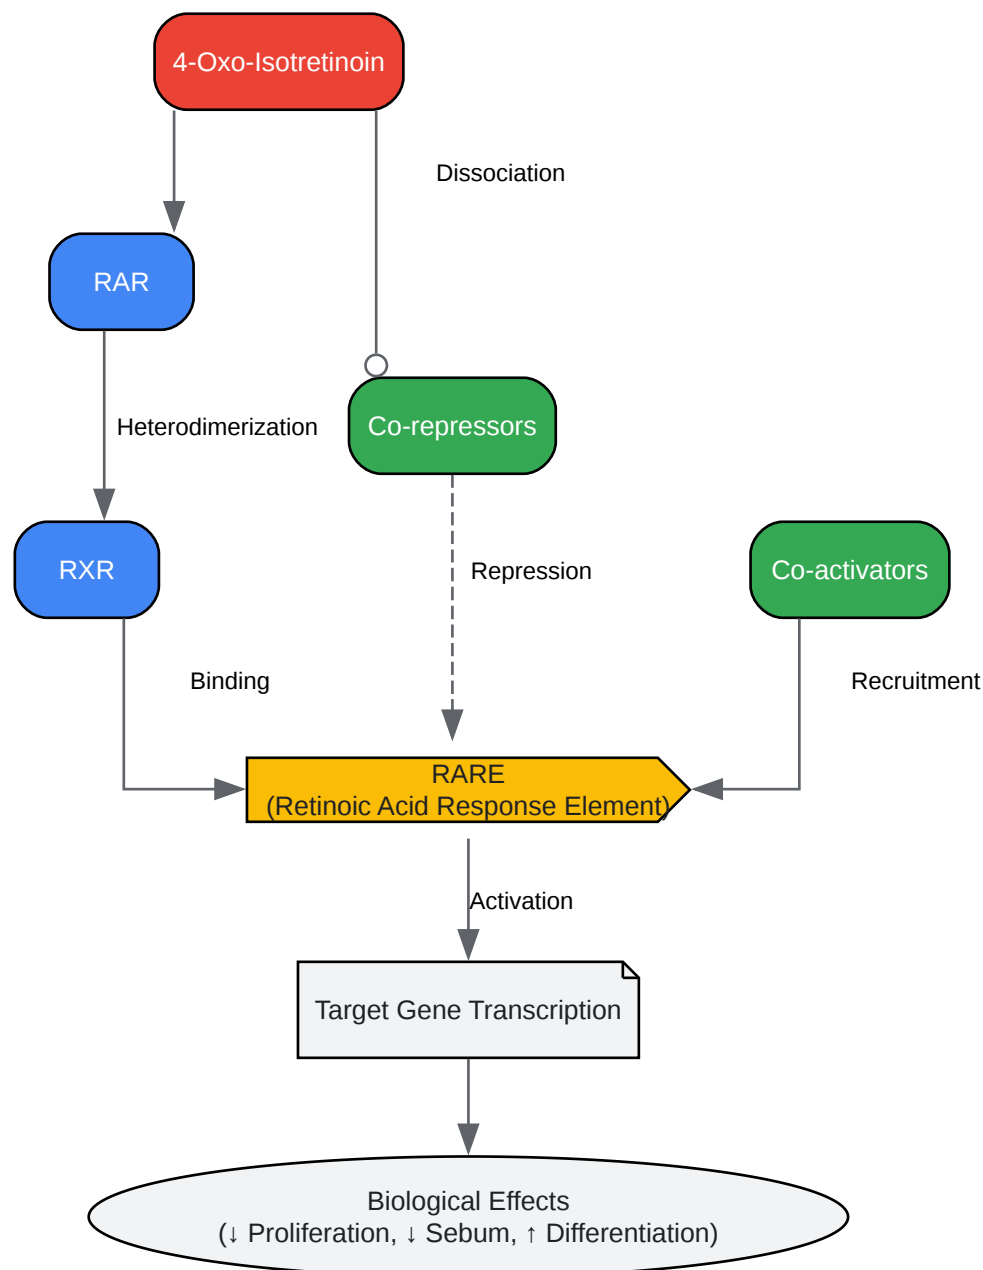 4-Oxo-Isotretinoin
Dissociation
RAR
Heterodimerization
Co-repressors
RXR
Repression
Co-activators
Binding
Recruitment
RARE
(Retinoic Acid Response Element)
Activation
Target Gene Transcription
Biological Effects
(↓ Proliferation, ↓ Sebum, ↑ Differentiation)